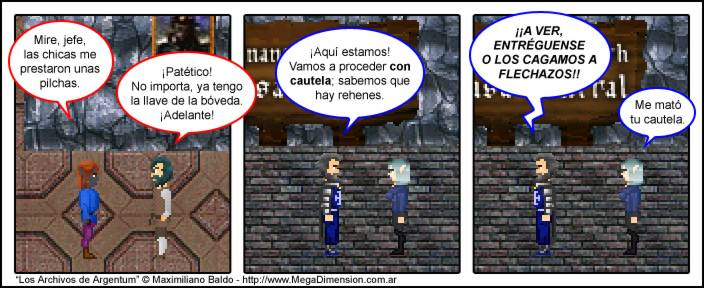 Mire, jefe,
las chicas me
prestaron unas
pilchas.
¡Patético!
No importa, ya tengo
la llave de la bóveda.
¡Adelante!
¡Aquí estamos!
Vamos a proceder con
cautela; sabemos que
hay rehenes.
¡¡A VER,
ENTRÉGUENSE
O LOS CAGAMOS A
FLECHAZOS!!
Me mató
tu cautela.
"Los Archivos de Argentum" © Maximiliano Baldo - http://www.MegaDimension.com.ar